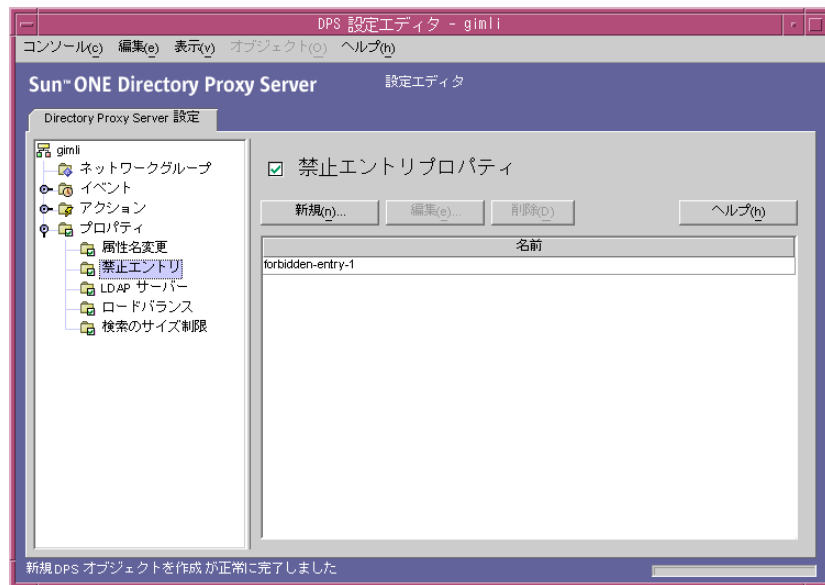 DPS 設定エディタ - gimli
コンソール(c) 編集(e) 表示(v) オブジェクト(o) ヘルプ(h)
Sun™ ONE Directory Proxy Server 設定エディタ
Directory Proxy Server 設定
gimli
ネットワークグループ
イベント
アクション
プロパティ
属性名変更
禁止エントリ
LDAP サーバー
ロードバランス
検索のサイズ制限
禁止エントリプロパティ
新規(n)... 編集(e)... 削除(D) ヘルプ(h)
名前
forbidden-entry-1
新規DPS オブジェクトを作成 が正常に完了しました